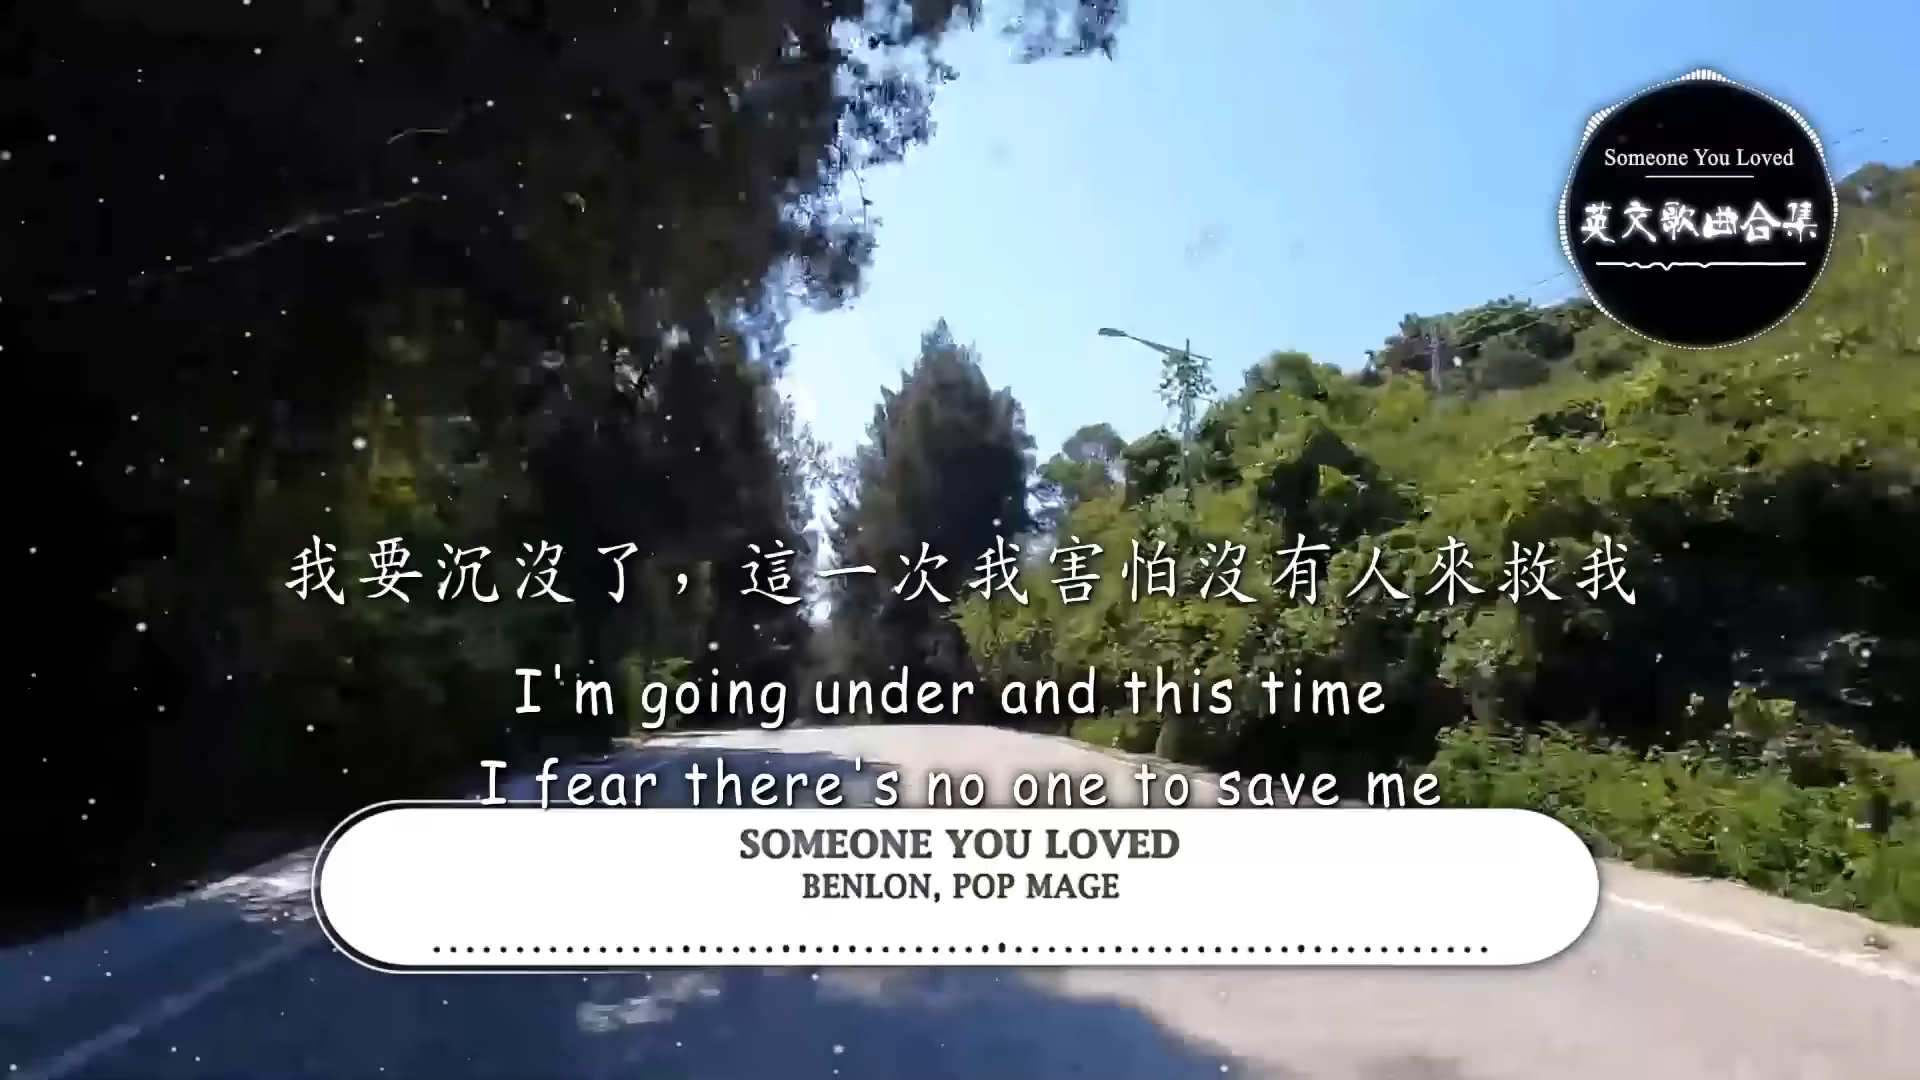 Someone You Loved
英文歌曲合集
我要沉沒了，這一次我害怕沒有人來救我
I'm going under and this time
I fear there's no one to save me
SOMEONE YOU LOVED
BENLON, POP MAGE